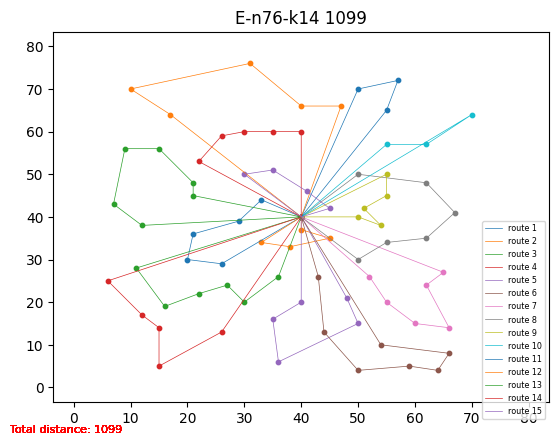 E-n76-k14 1099
80
70
60
50
40
30
20
10
0
0 10 20 30 40 50 60 70 80
route 1
route 2
route 3
route 4
route 5
route 6
route 7
route 8
route 9
route 10
route 11
route 12
route 13
route 14
route 15
Total distance: 1099